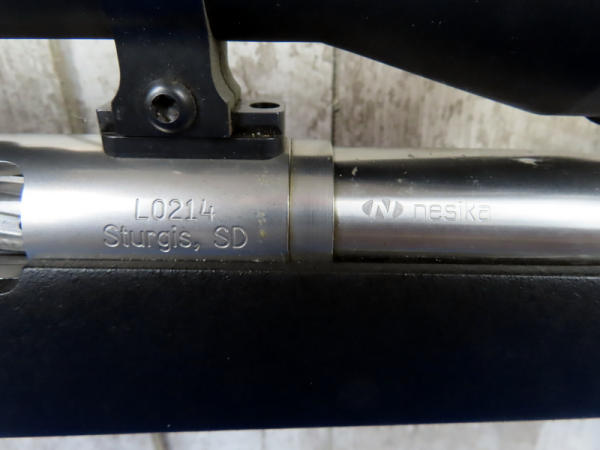 L0214
Sturgis, SD
N nesika